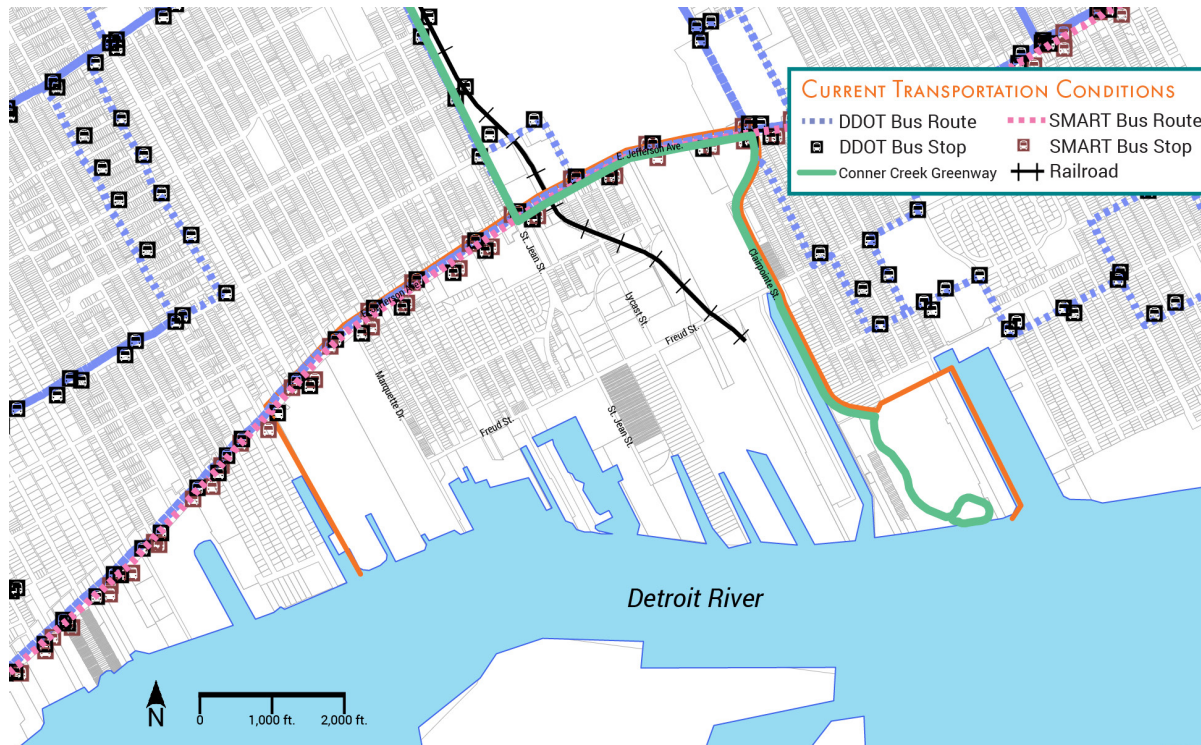 CURRENT TRANSPORTATION CONDITIONS
DDOT Bus Route
SMART Bus Route
DDOT Bus Stop
SMART Bus Stop
Conner Creek Greenway
Railroad
E. Jefferson Ave.
St. Jean St.
Clairpointe St.
Lycast St.
Freud St.
Marquette Dr.
Freud St.
St. Jean St.
Detroit River
N
0
1,000 ft.
2,000 ft.